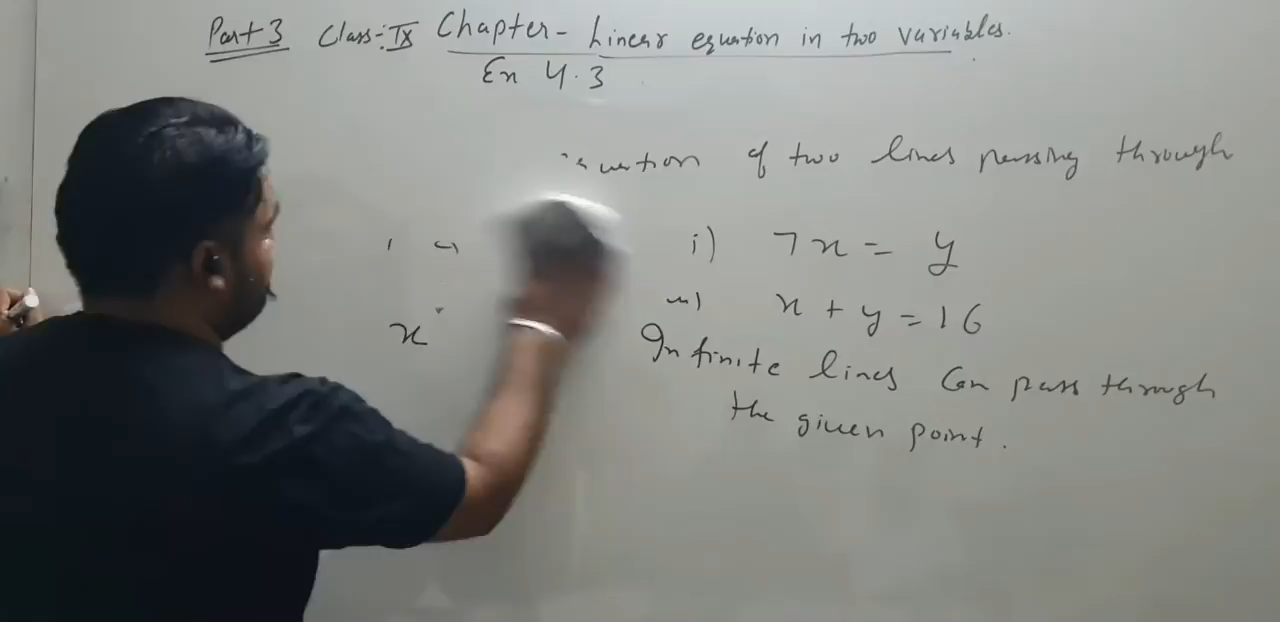 Part 3 Class:- IX Chapter - Linear equation in two variables.
Ex 4.3
of two lines passing through
i) 7x = y
x + y = 16
x
Infinite lines Can pass through
the given point.